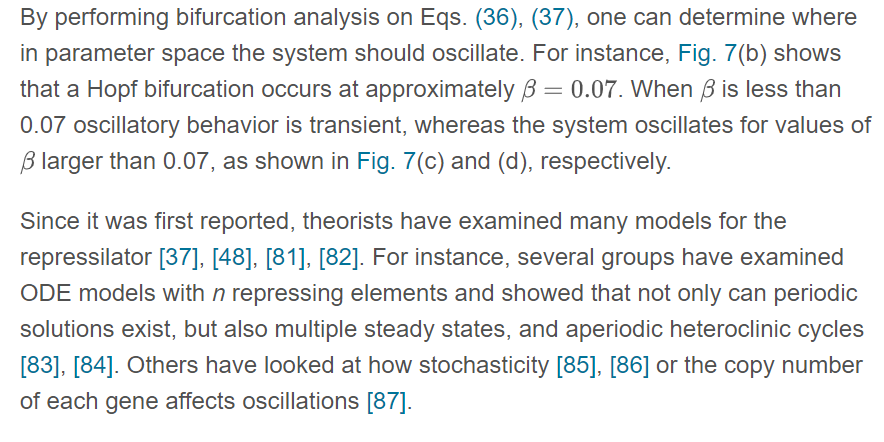 By performing bifurcation analysis on Eqs. (36), (37), one can determine where
in parameter space the system should oscillate. For instance, Fig. 7(b) shows
that a Hopf bifurcation occurs at approximately β = 0.07. When β is less than
0.07 oscillatory behavior is transient, whereas the system oscillates for values of
β larger than 0.07, as shown in Fig. 7(c) and (d), respectively.
Since it was first reported, theorists have examined many models for the
repressilator [37], [48], [81], [82]. For instance, several groups have examined
ODE models with n repressing elements and showed that not only can periodic
solutions exist, but also multiple steady states, and aperiodic heteroclinic cycles
[83], [84]. Others have looked at how stochasticity [85], [86] or the copy number
of each gene affects oscillations [87].